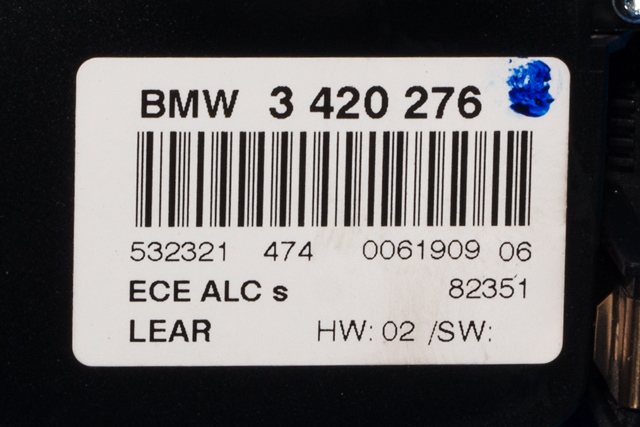 BMW 3 420 276
532321 474 0061909 06
ECE ALC s 82351
LEAR HW: 02 /SW: